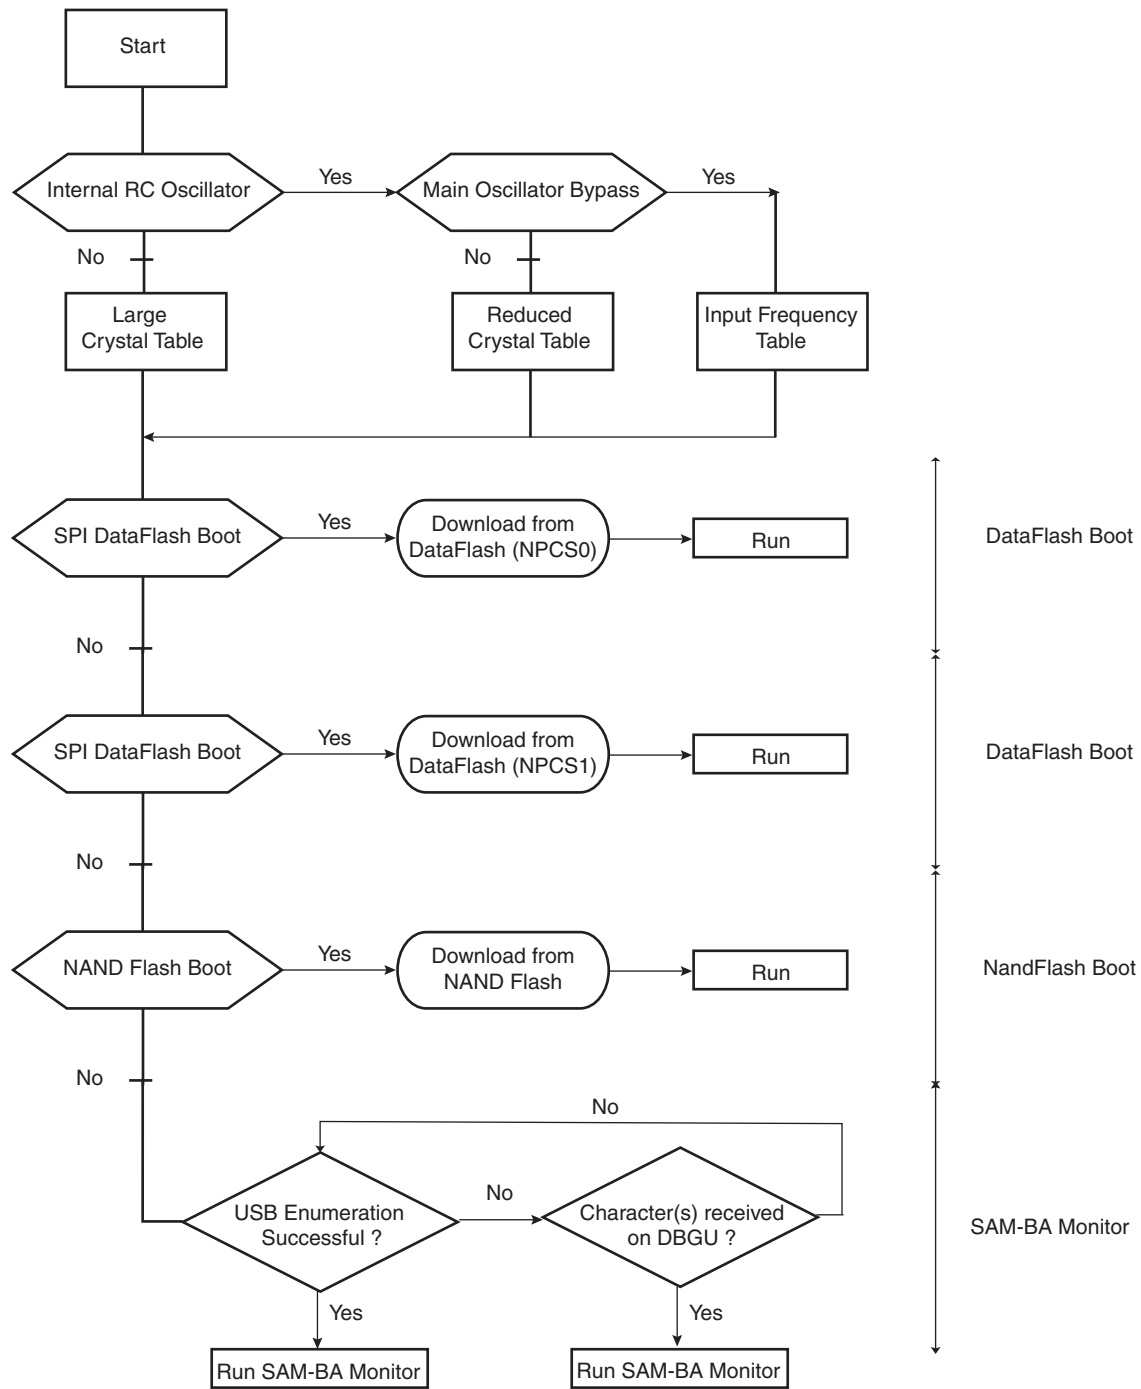 Start
Internal RC Oscillator
Yes
Main Oscillator Bypass
Yes
No
No
Large
Crystal Table
Reduced
Crystal Table
Input Frequency
Table
SPI DataFlash Boot
Yes
Download from
DataFlash (NPCS0)
Run
DataFlash Boot
No
SPI DataFlash Boot
Yes
Download from
DataFlash (NPCS1)
Run
DataFlash Boot
No
NAND Flash Boot
Yes
Download from
NAND Flash
Run
NandFlash Boot
No
No
USB Enumeration
Successful ?
No
Character(s) received
on DBGU ?
SAM-BA Monitor
Yes
Yes
Run SAM-BA Monitor
Run SAM-BA Monitor